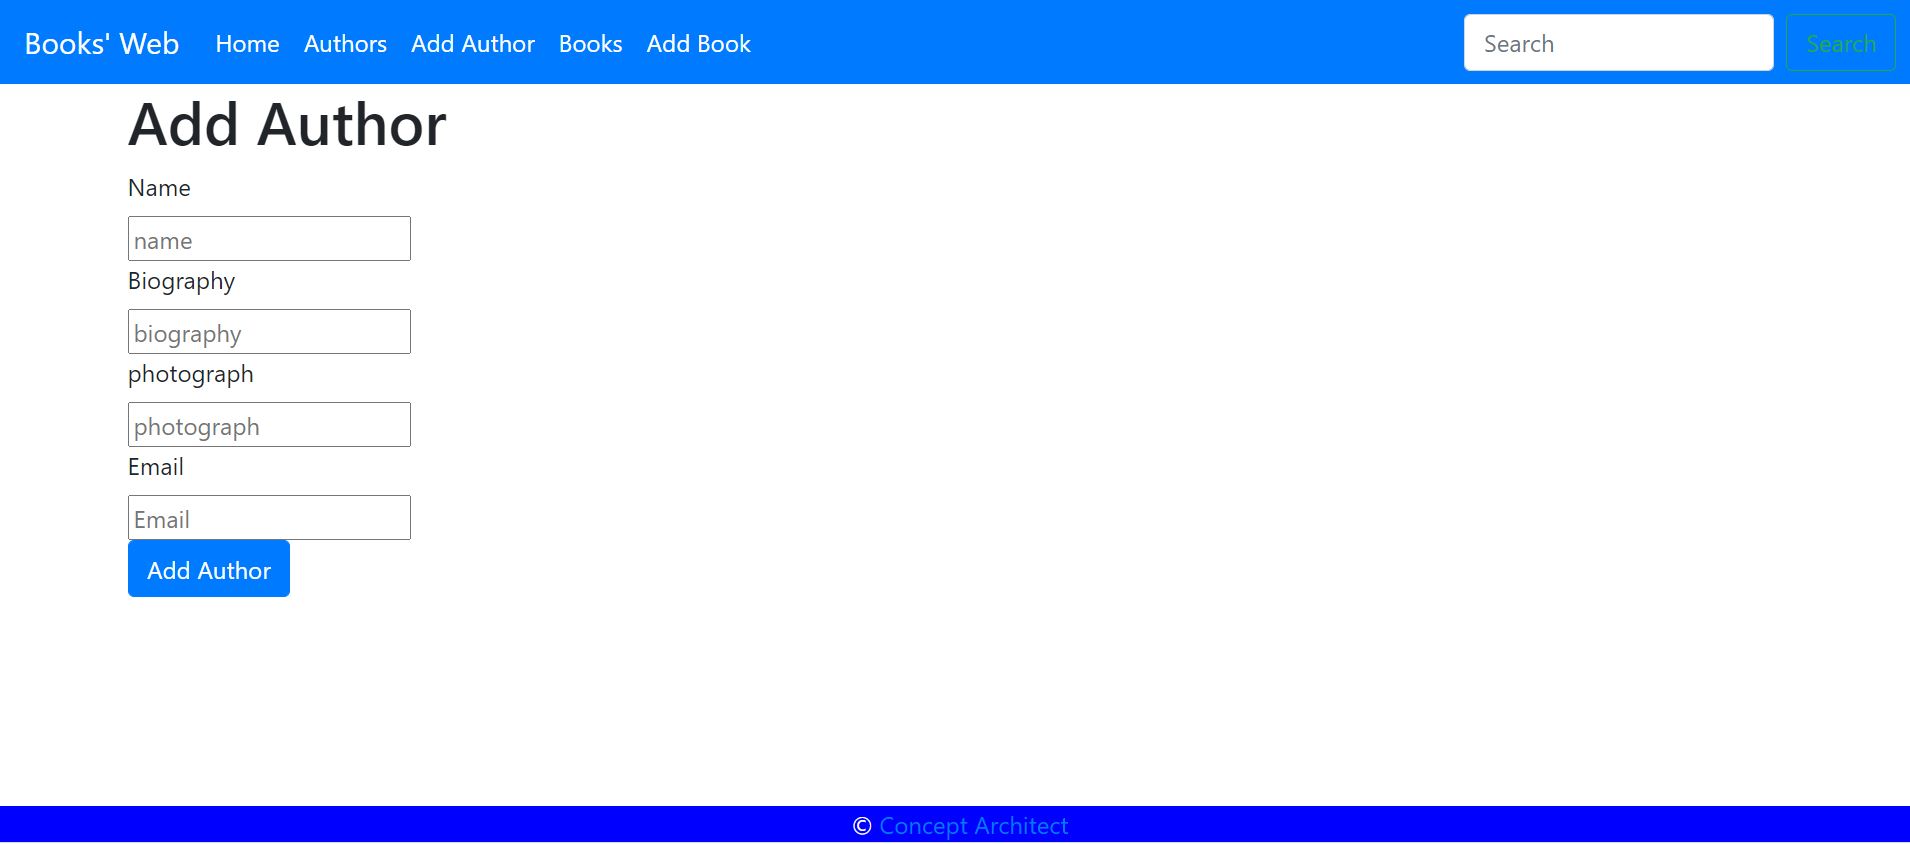 Books' Web Home Authors Add Author Books Add Book Search Search
Add Author
Name
name
Biography
biography
photograph
photograph
Email
Email
Add Author
© Concept Architect